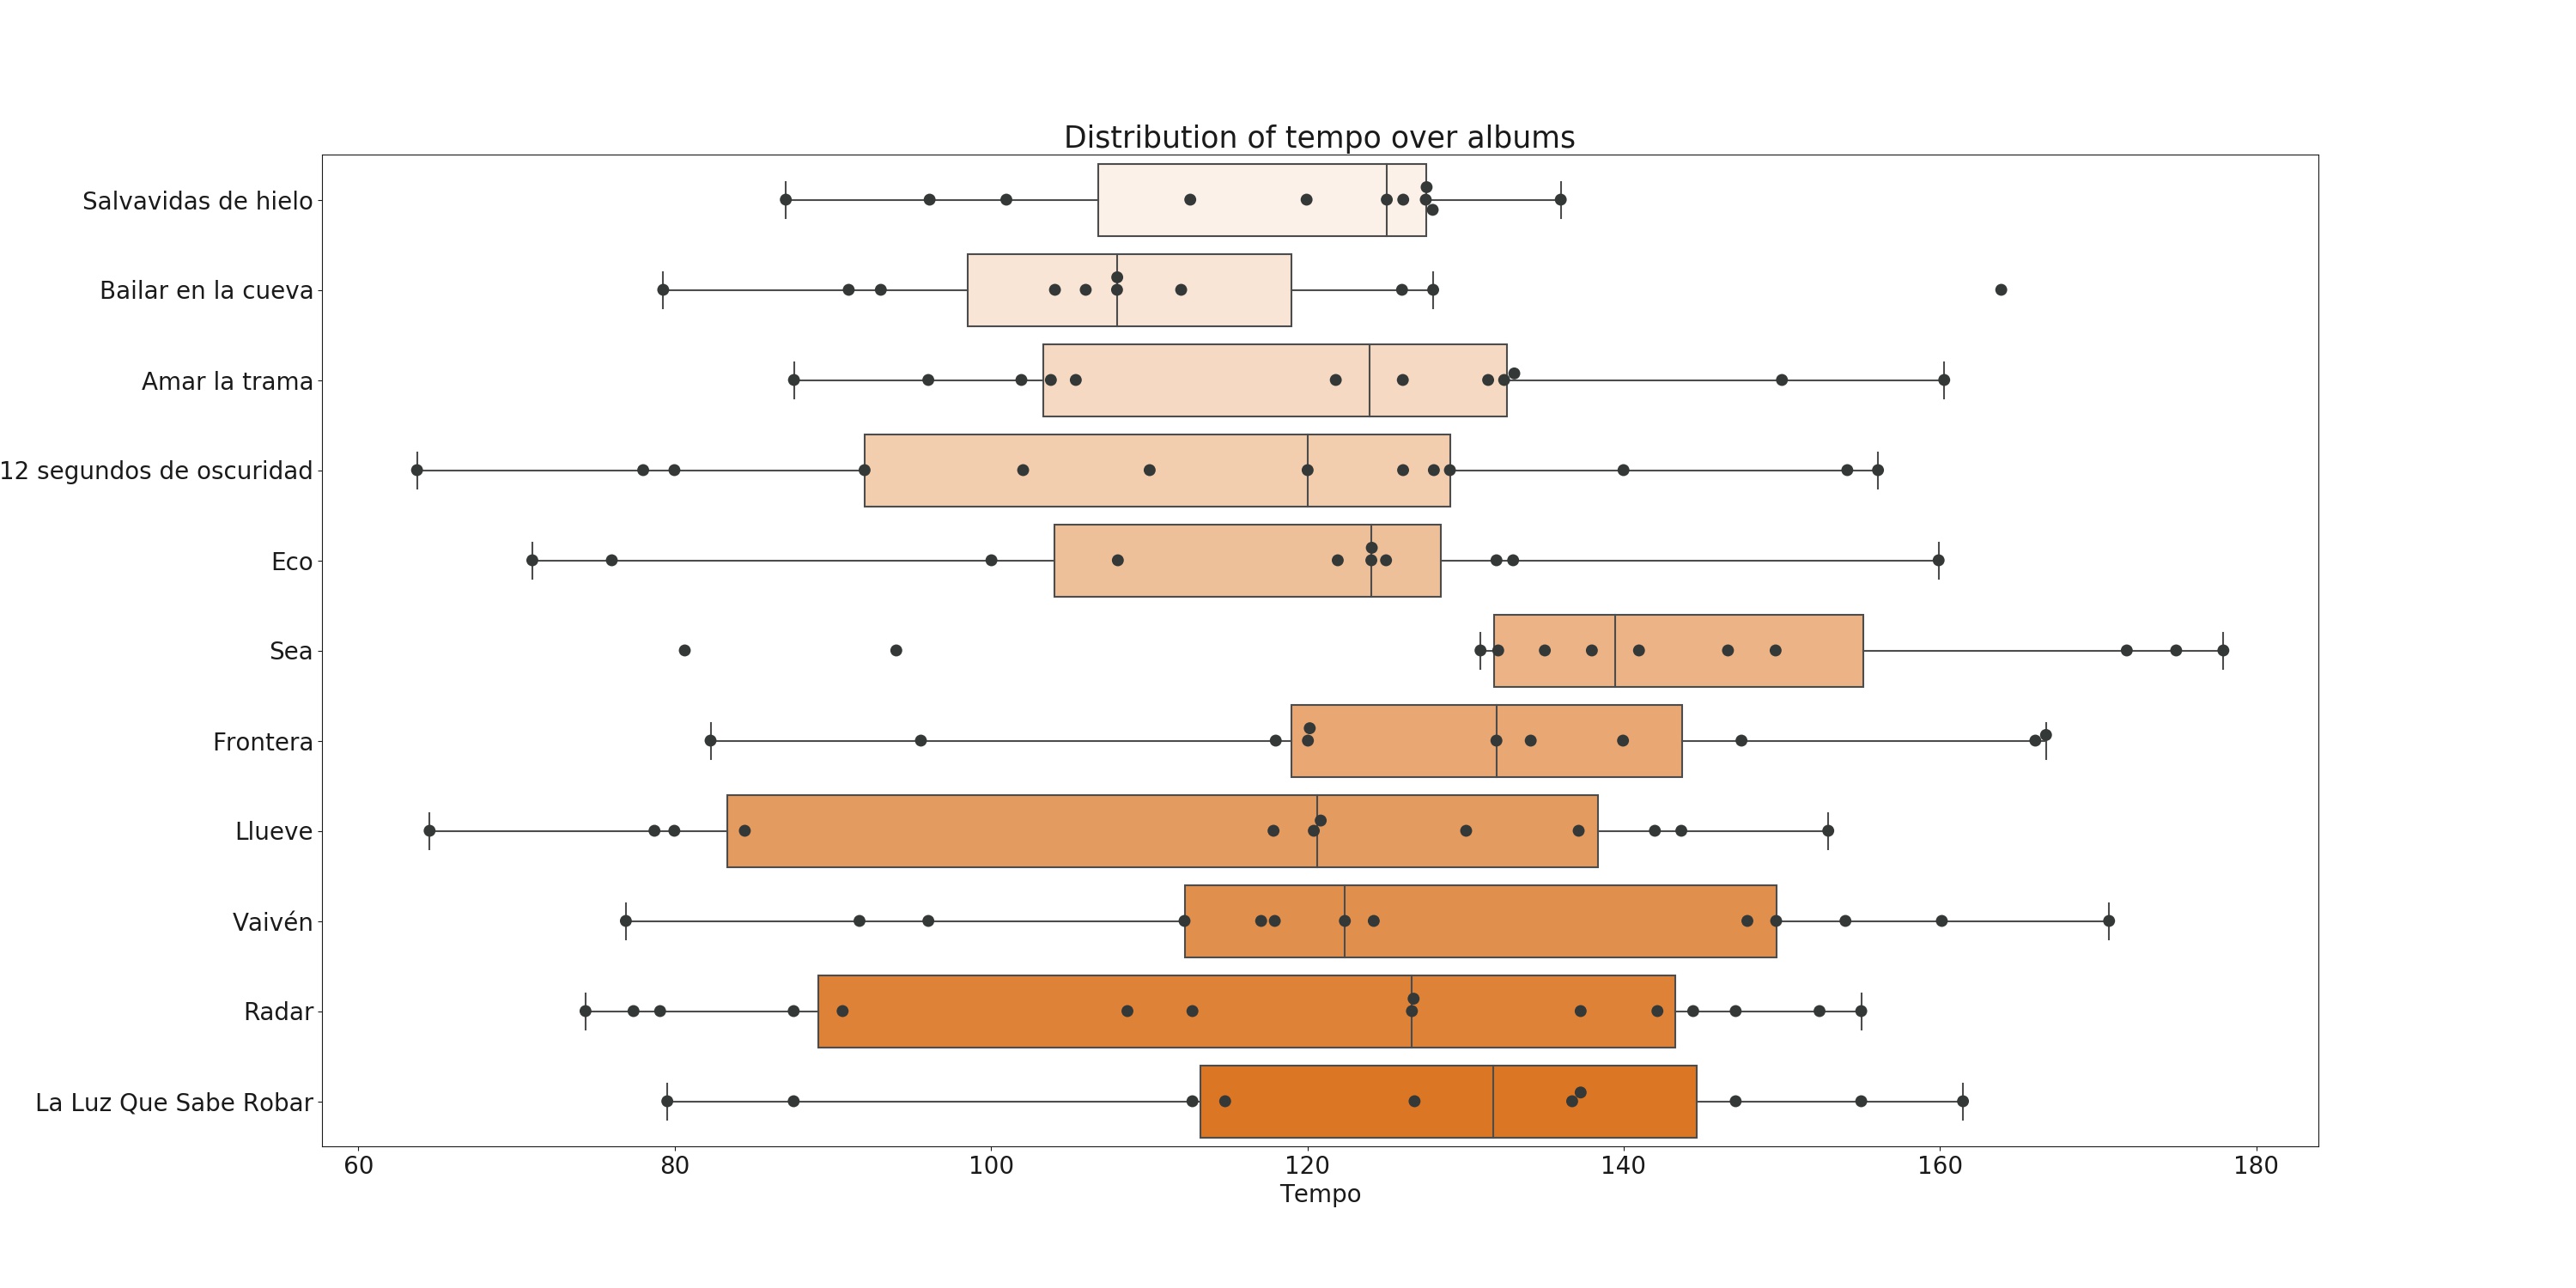 Distribution of tempo over albums
Salvavidas de hielo
Bailar en la cueva
Amar la trama
12 segundos de oscuridad
Eco
Sea
Frontera
Llueve
Vaivén
Radar
La Luz Que Sabe Robar
60 80 100 120 140 160 180
Tempo